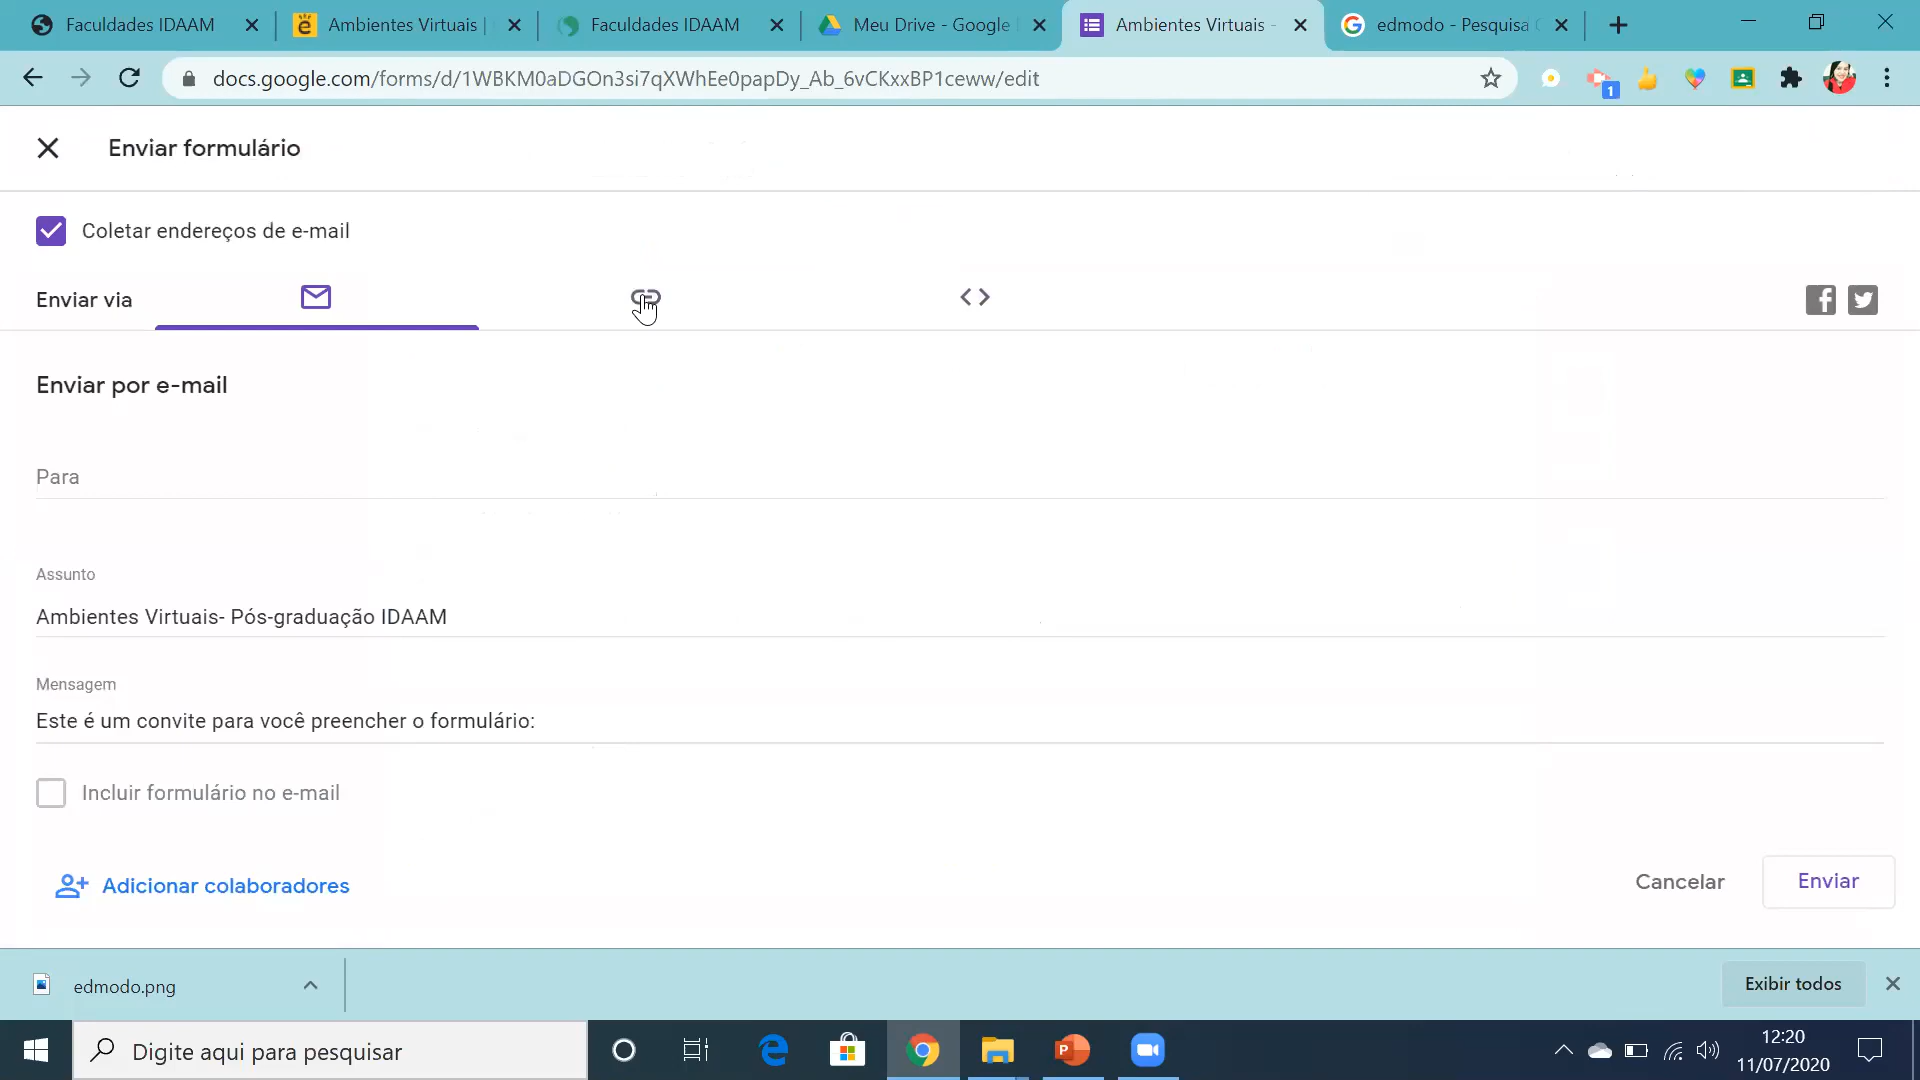 Faculdades IDAAM
Ambientes Virtuais |
Faculdades IDAAM
Meu Drive - Google
Ambientes Virtuais -
edmodo - Pesquisa
docs.google.com/forms/d/1WBKM0aDGOn3si7qXWhEe0papDy_Ab_6vCKxxBP1ceww/edit
1
Enviar formulário
Coletar endereços de e-mail
Enviar via
Enviar por e-mail
Para
Assunto
Ambientes Virtuais- Pós-graduação IDAAM
Mensagem
Este é um convite para você preencher o formulário:
Incluir formulário no e-mail
Adicionar colaboradores
Cancelar
Enviar
edmodo.png
Exibir todos
Digite aqui para pesquisar
12:20
11/07/2020